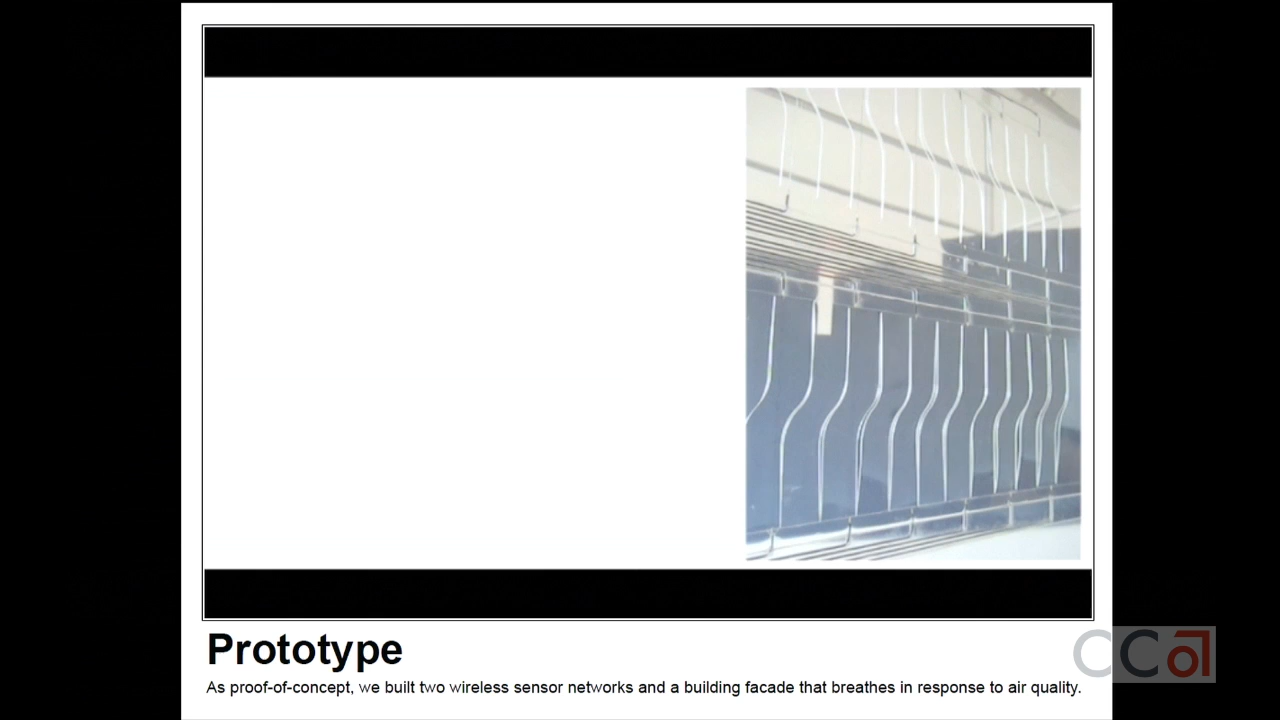 Prototype
As proof-of-concept, we built two wireless sensor networks and a building facade that breathes in response to air quality.
CCA